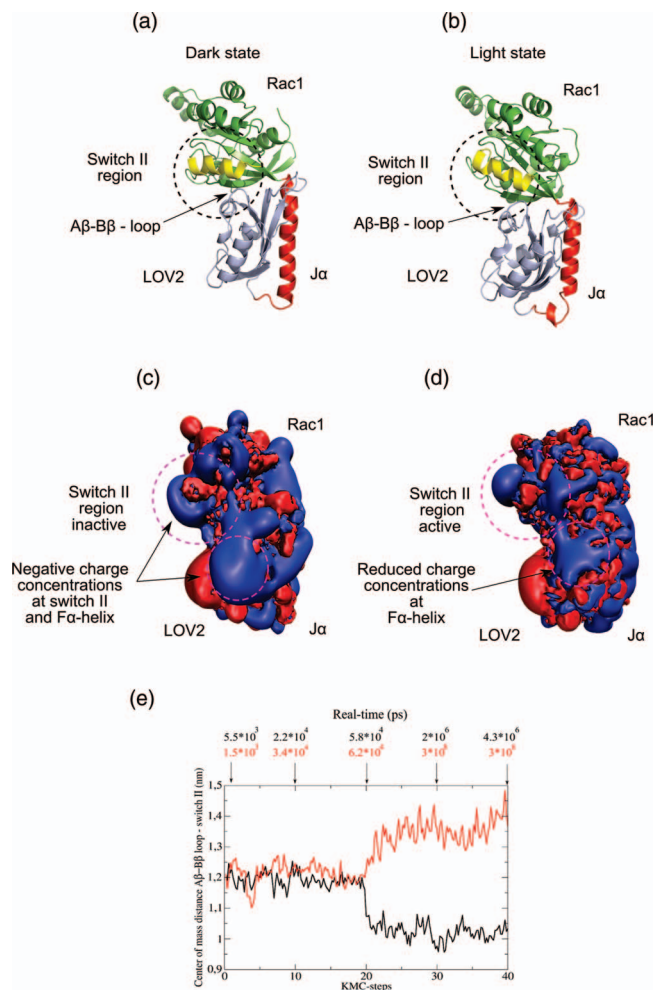 (a)
(b)
Dark state
Light state
Rac1
Rac1
Switch II
region
Switch II
region
Aβ-Bβ - loop
Aβ-Bβ - loop
LOV2
Jα
LOV2
Jα
(c)
(d)
Rac1
Rac1
Switch II
region
inactive
Switch II
region
active
Negative charge
concentrations
at switch II
and Fα-helix
Reduced charge
concentrations
at
Fα-helix
LOV2
Jα
LOV2
Jα
(e)
Real-time (ps)
5.5*10³ 2.2*10⁴ 5.8*10⁴ 2*10⁶ 4.3*10⁶
1.5*10³ 3.4*10⁴ 6.2*10⁶ 3*10⁸ 3*10⁸
Center of mass distance Aβ–Bβ loop - switch II (nm)
1,5
1,4
1,3
1,2
1,1
1
0,9
0 10 20 30 40
KMC-steps